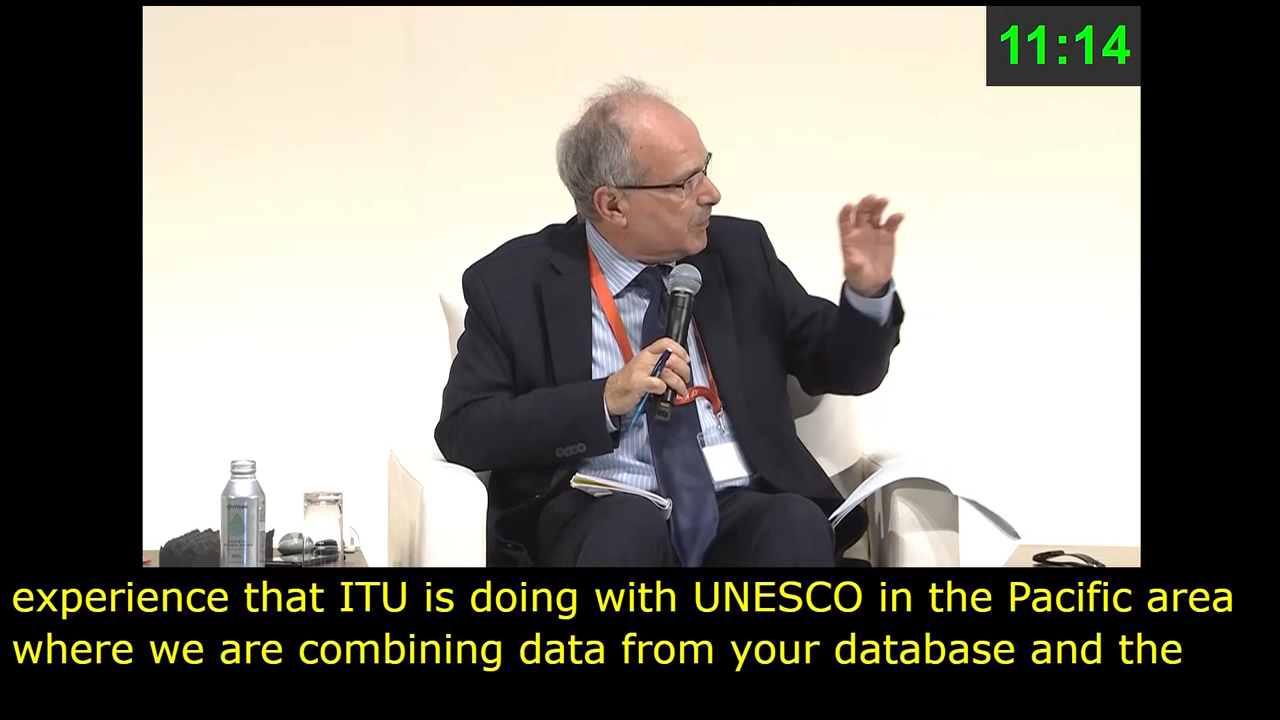 11:14
experience that ITU is doing with UNESCO in the Pacific area
where we are combining data from your database and the